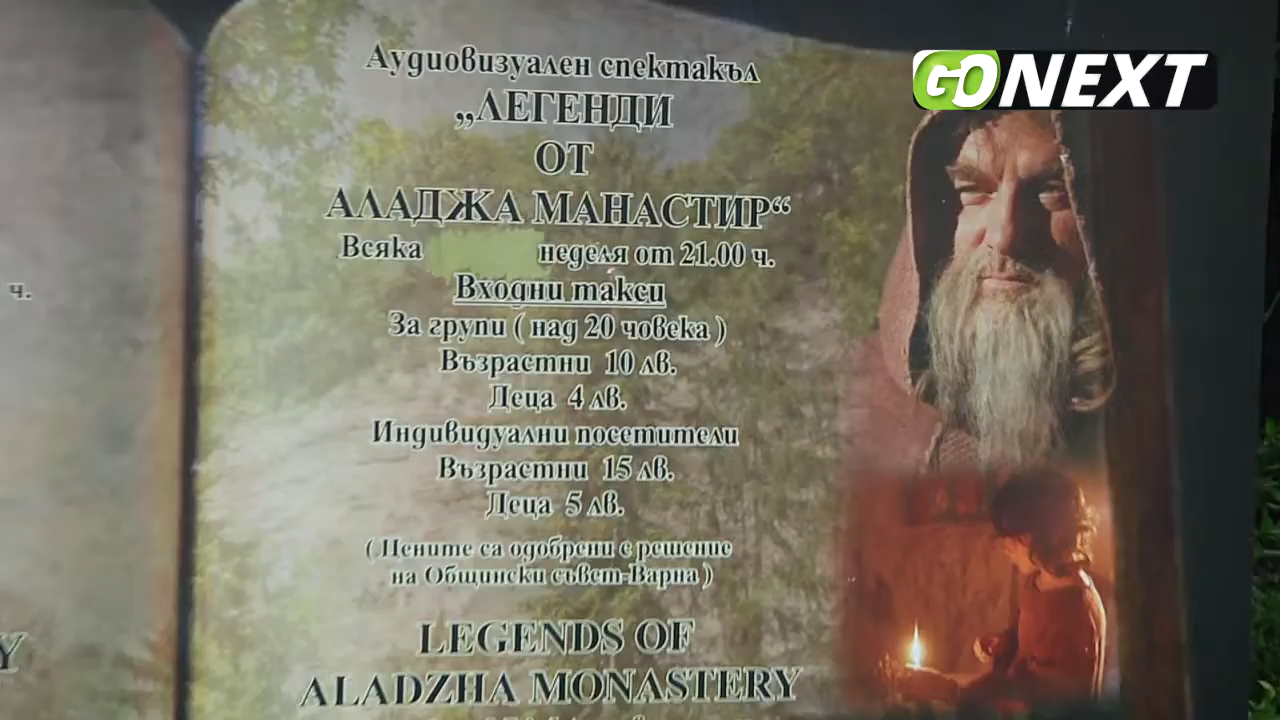 GO NEXT
Аудиовизуален спектакъл
„ЛЕГЕНДИ
ОТ
АЛАДЖА МАНАСТИР“
Всяка неделя от 21.00 ч.
Входни такси
За групи ( над 20 човека )
Възрастни 10 лв.
Деца 4 лв.
Индивидуални посетители
Възрастни 15 лв.
Деца 5 лв.
( Цените са одобрени с решение
на Общински съвет-Варна )
LEGENDS OF
ALADZHA MONASTERY
ч.
Y